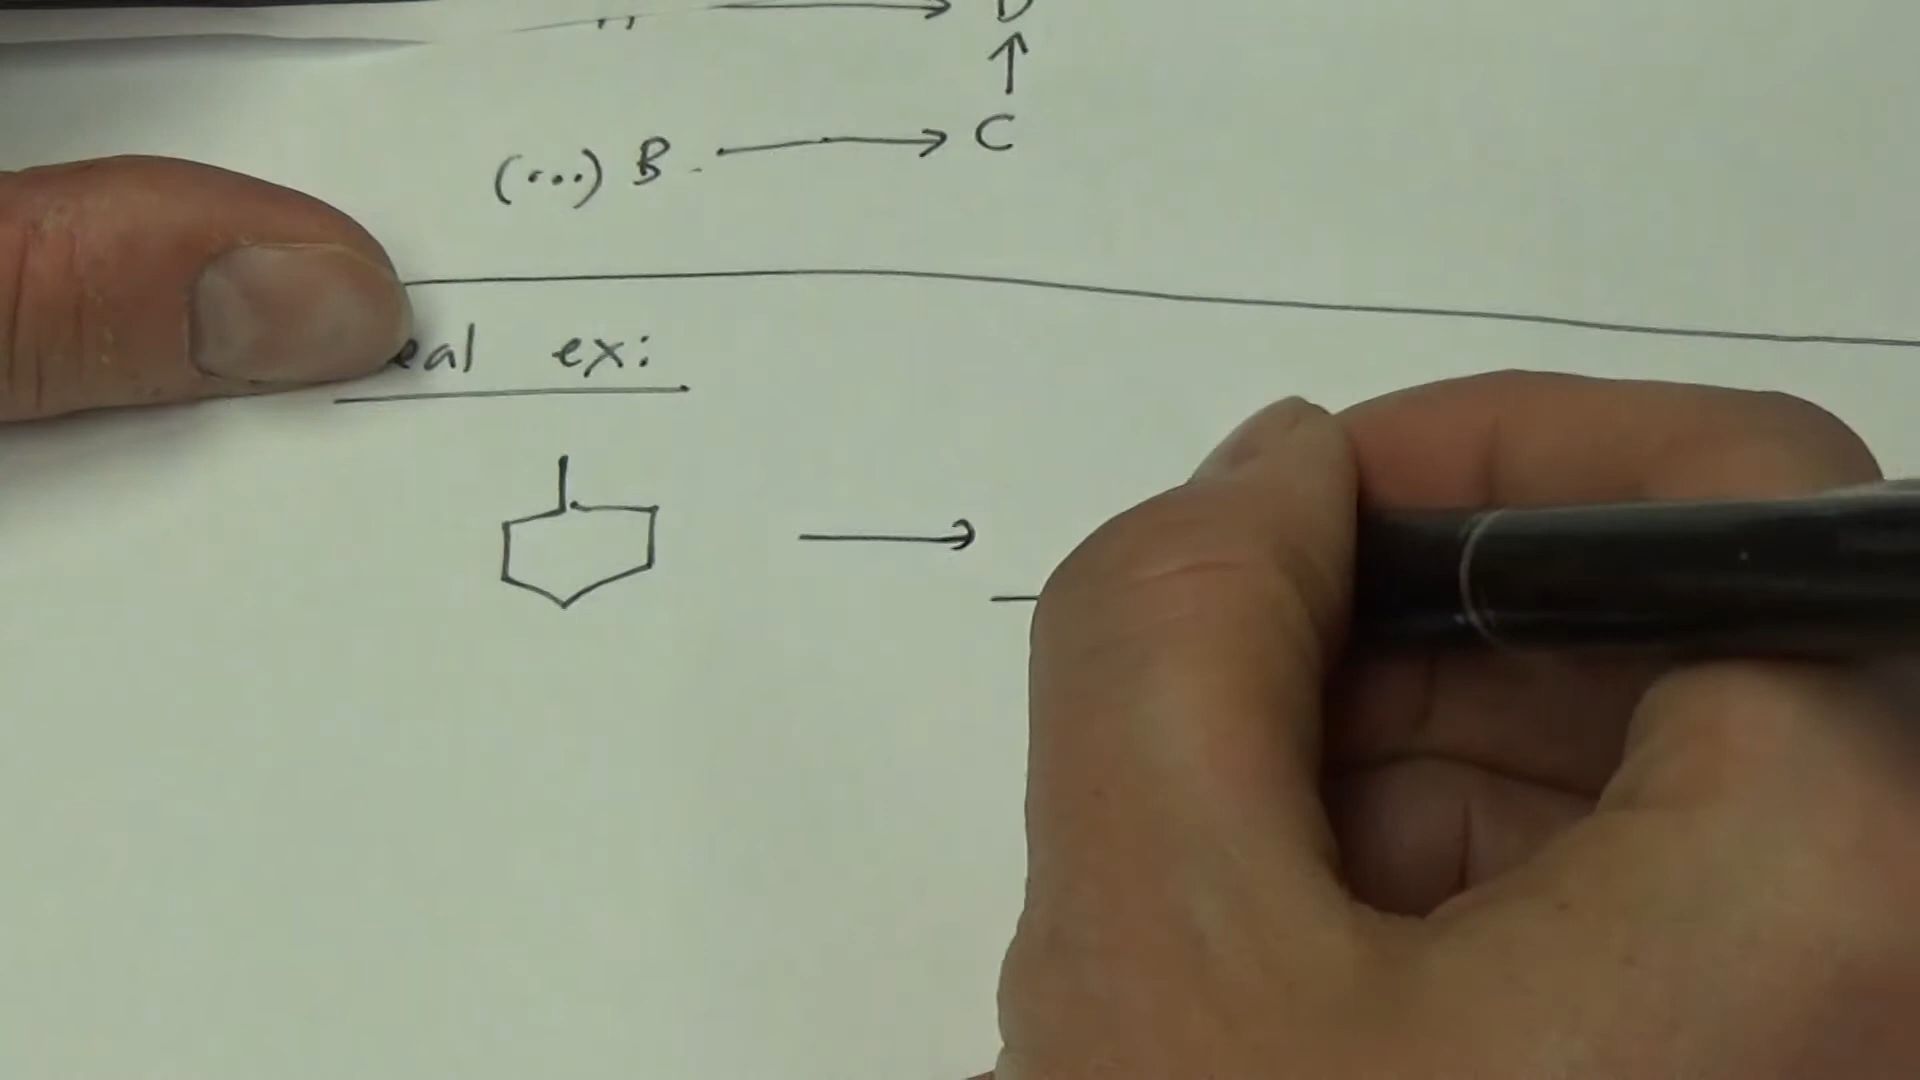 D
(...) B → C
eal ex: